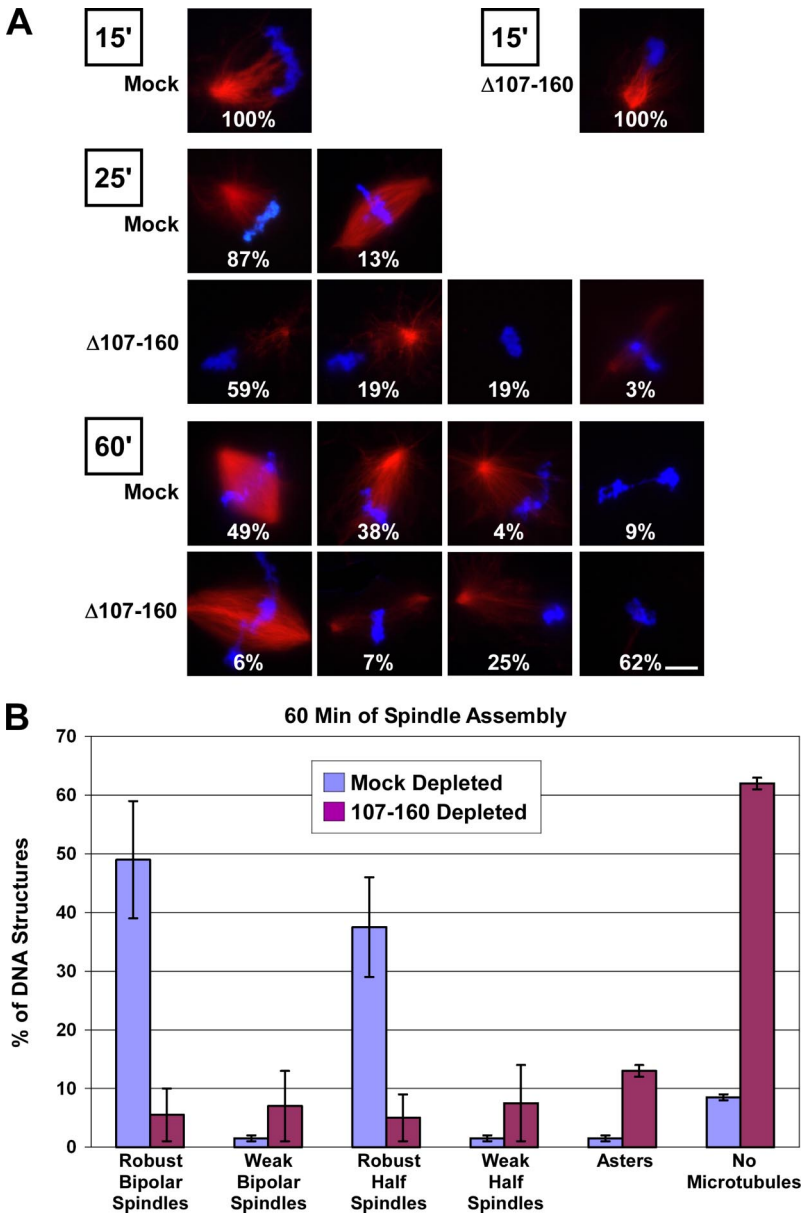 A
15'
Mock
100%
15'
Δ107-160
100%
25'
Mock
87%
13%
Δ107-160
59%
19%
19%
3%
60'
Mock
49%
38%
4%
9%
Δ107-160
6%
7%
25%
62%
B
60 Min of Spindle Assembly
% of DNA Structures
70
60
50
40
30
20
10
0
Mock Depleted
107-160 Depleted
Robust
Bipolar
Spindles
Weak
Bipolar
Spindles
Robust
Half
Spindles
Weak
Half
Spindles
Asters
No
Microtubules